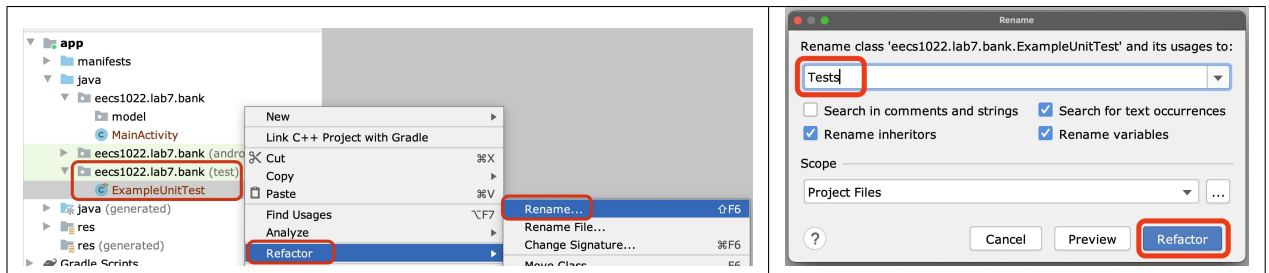 app
manifests
java
eecs1022.lab7.bank
model
MainActivity
eecs1022.lab7.bank (andro
eecs1022.lab7.bank (test)
ExampleUnitTest
java (generated)
res
res (generated)
Gradle Scripts
New
Link C++ Project with Gradle
Cut ⌘X
Copy
Paste ⌘V
Find Usages ⌥F7
Analyze
Refactor
Rename... ⇧F6
Rename File...
Change Signature... ⌘F6
Move Class F6
Rename
Rename class 'eecs1022.lab7.bank.ExampleUnitTest' and its usages to:
Tests
Search in comments and strings Search for text occurrences
Rename inheritors Rename variables
Scope
Project Files ...
? Cancel Preview Refactor